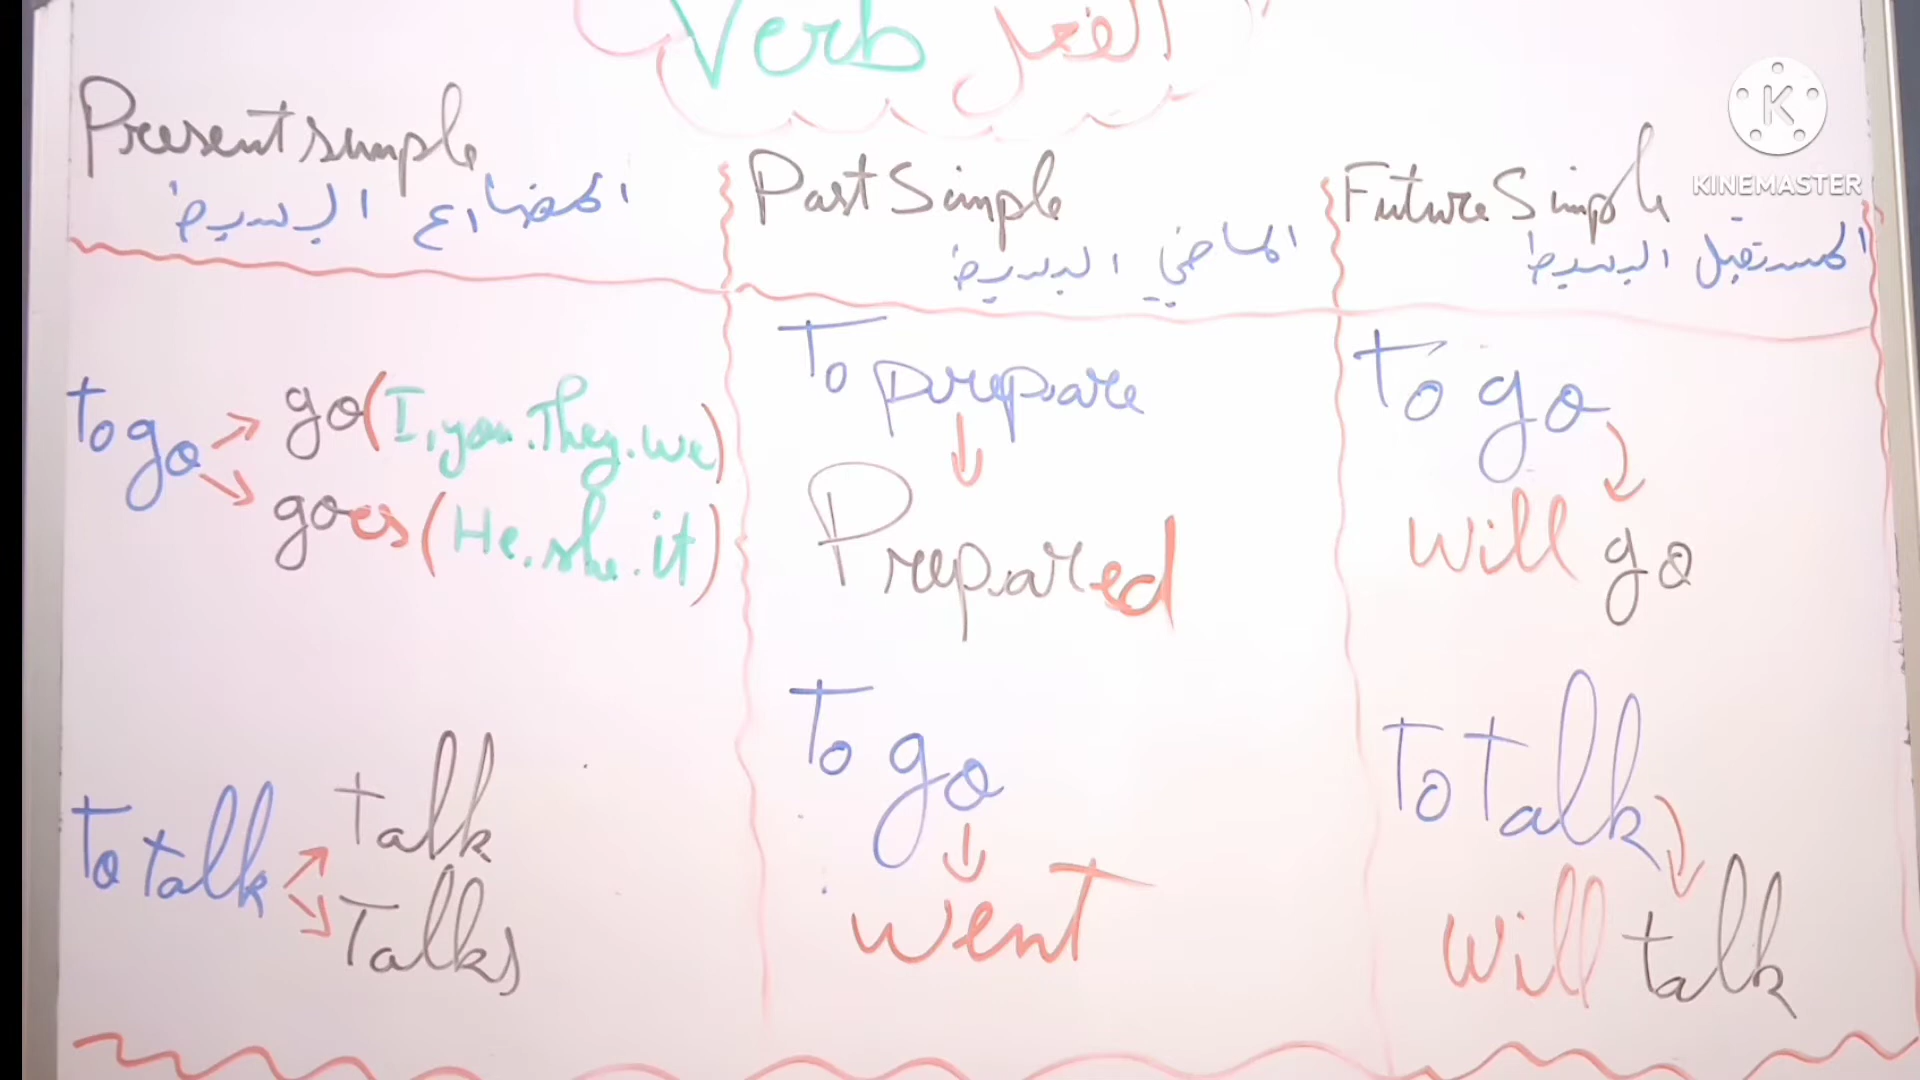 Verb الفعل
Present simple
المضارع البسيط
Past Simple
الماضي البسيط
Future Simple
المستقبل البسيط
to go
go (I, you. They. we)
goes (He. she. it)
To talk
talk
Talks
To prepare
Prepared
To go
went
To go
will go
To talk
will talk
K
KINEMASTER